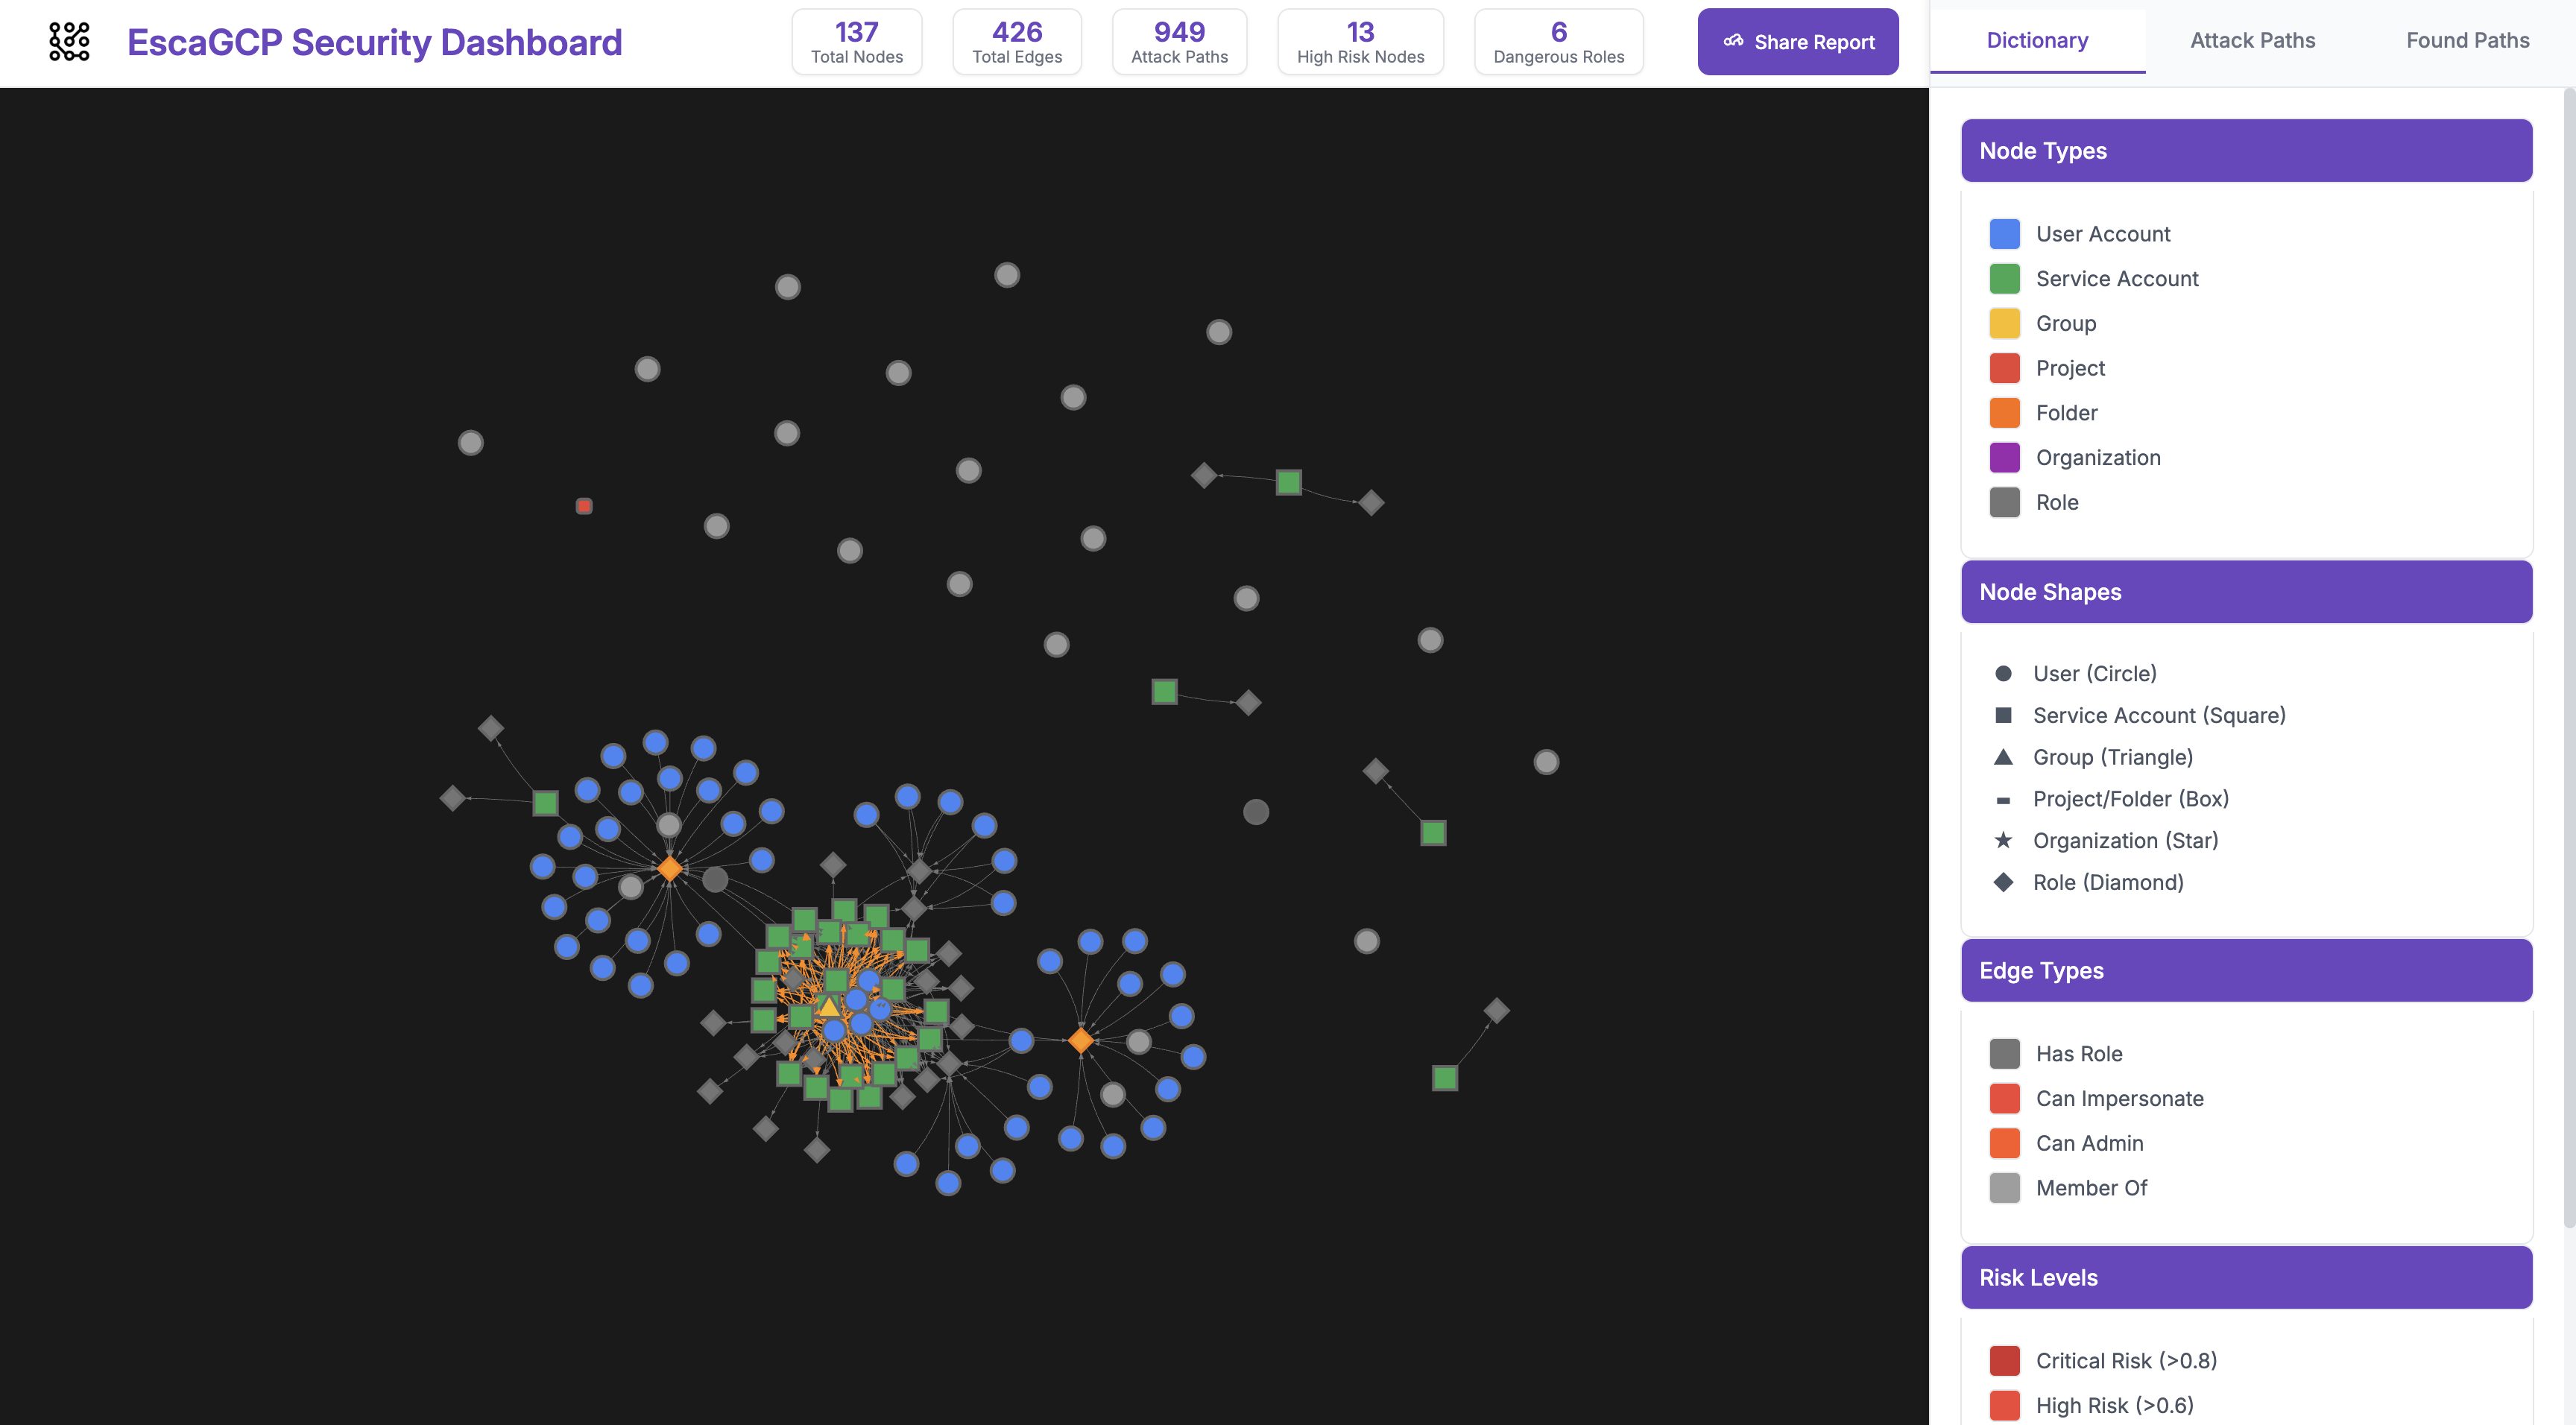 EscaGCP Security Dashboard
137
Total Nodes
426
Total Edges
949
Attack Paths
13
High Risk Nodes
6
Dangerous Roles
Share Report
Dictionary
Attack Paths
Found Paths
Node Types
User Account
Service Account
Group
Project
Folder
Organization
Role
Node Shapes
User (Circle)
Service Account (Square)
Group (Triangle)
Project/Folder (Box)
Organization (Star)
Role (Diamond)
Edge Types
Has Role
Can Impersonate
Can Admin
Member Of
Risk Levels
Critical Risk (>0.8)
High Risk (>0.6)